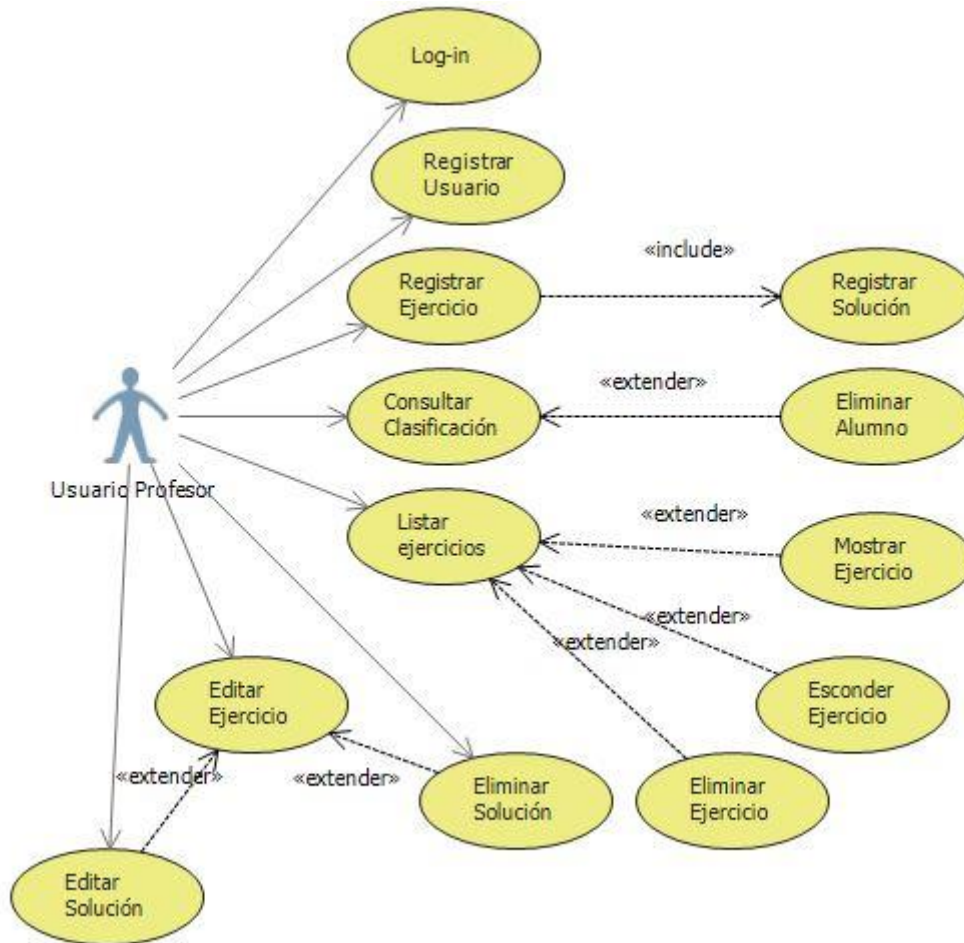 Log-in
Registrar
Usuario
«include»
Registrar
Ejercicio
Registrar
Solución
«extender»
Consultar
Clasificación
Eliminar
Alumno
Usuario Profesor
«extender»
Listar
ejercicios
Mostrar
Ejercicio
«extender»
«extender»
Editar
Ejercicio
Esconder
Ejercicio
«extender»
«extender»
Eliminar
Solución
Eliminar
Ejercicio
Editar
Solución